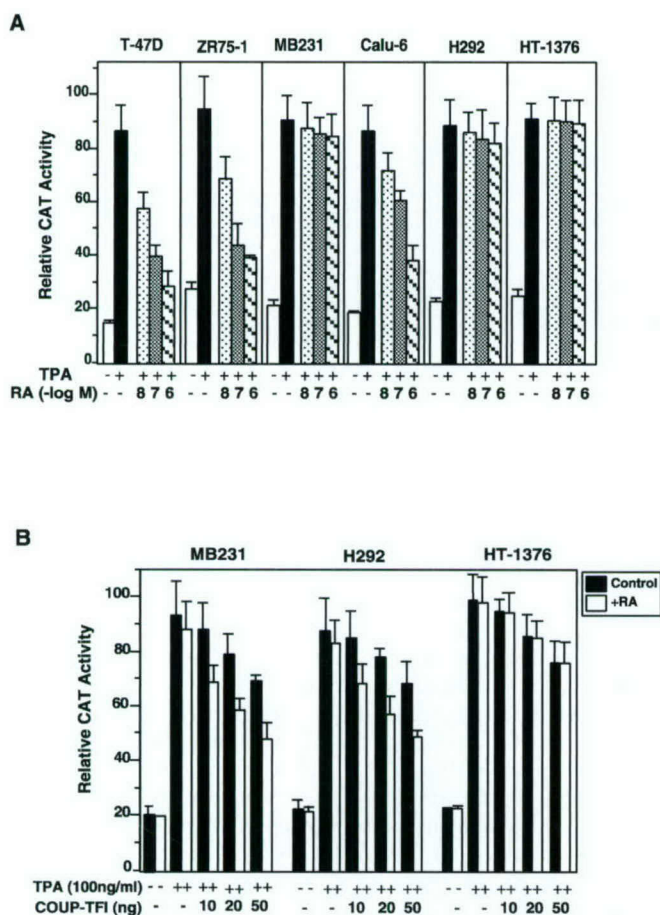 A
T-47D ZR75-1 MB231 Calu-6 H292 HT-1376
Relative CAT Activity
100
80
60
40
20
0
TPA - + + + + - + + + + - + + + + - + + + + - + + + + - + + + +
RA (-log M) - - 8 7 6 - - 8 7 6 - - 8 7 6 - - 8 7 6 - - 8 7 6 - - 8 7 6
B
MB231 H292 HT-1376
Control
+RA
Relative CAT Activity
100
80
60
40
20
0
TPA (100ng/ml) - - ++ ++ ++ ++ - - ++ ++ ++ ++ - - ++ ++ ++ ++
COUP-TFI (ng) - - 10 20 50 - - 10 20 50 - - 10 20 50